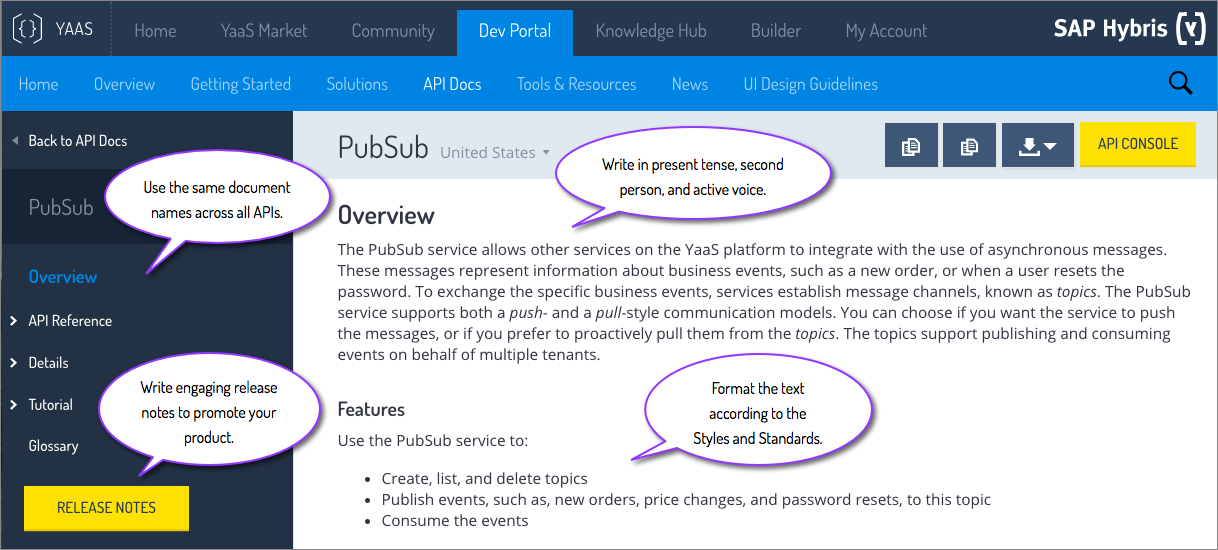 YAAS
Home
YaaS Market
Community
Dev Portal
Knowledge Hub
Builder
My Account
SAP Hybris
Home
Overview
Getting Started
Solutions
API Docs
Tools & Resources
News
UI Design Guidelines
Back to API Docs
PubSub
Use the same document
names across all APIs.
Overview
API Reference
Details
Tutorial
Glossary
Write engaging release
notes to promote your
product.
RELEASE NOTES
PubSub
United States
Write in present tense, second
person, and active voice.
API CONSOLE
Overview
The PubSub service allows other services on the YaaS platform to integrate with the use of asynchronous messages.
These messages represent information about business events, such as a new order, or when a user resets the
password. To exchange the specific business events, services establish message channels, known as topics. The PubSub
service supports both a push- and a pull-style communication models. You can choose if you want the service to push
the messages, or if you prefer to proactively pull them from the topics. The topics support publishing and consuming
events on behalf of multiple tenants.
Format the text
according to the
Styles and Standards.
Features
Use the PubSub service to:
• Create, list, and delete topics
• Publish events, such as, new orders, price changes, and password resets, to this topic
• Consume the events